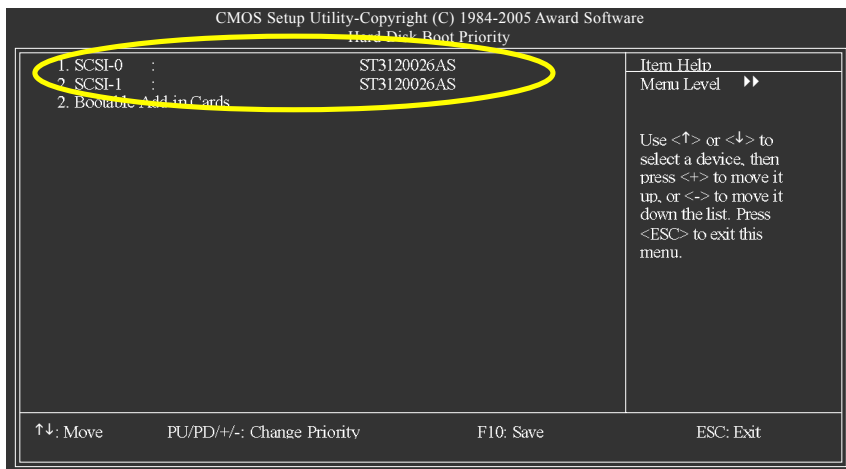 CMOS Setup Utility-Copyright (C) 1984-2005 Award Software
Hard Disk Boot Priority
1. SCSI-0 : ST3120026AS
2. SCSI-1 : ST3120026AS
2. Bootable Add-in Cards
Item Help
Menu Level ▸▸
Use <↑> or <↓> to
select a device, then
press <+> to move it
up, or <-> to move it
down the list. Press
<ESC> to exit this
menu.
↑↓: Move PU/PD/+/-: Change Priority F10: Save ESC: Exit